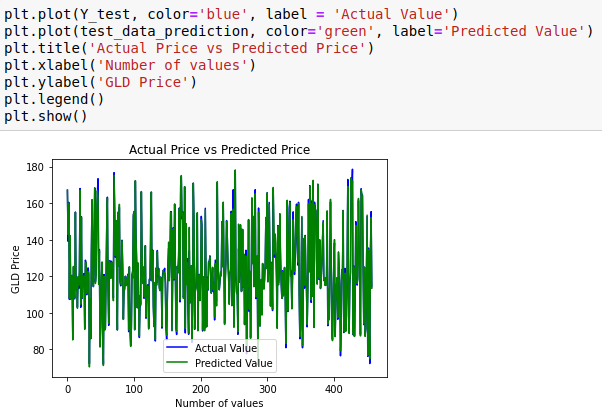 plt.plot(Y_test, color='blue', label = 'Actual Value')
plt.plot(test_data_prediction, color='green', label='Predicted Value')
plt.title('Actual Price vs Predicted Price')
plt.xlabel('Number of values')
plt.ylabel('GLD Price')
plt.legend()
plt.show()
Actual Price vs Predicted Price
180
160
140
120
100
80
GLD Price
Actual Value
Predicted Value
0
100
200
300
400
Number of values